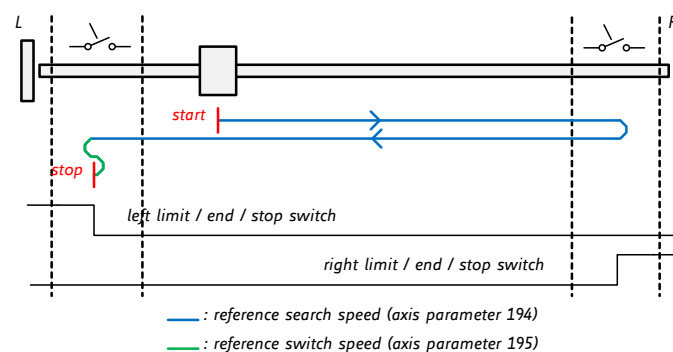 L
start
stop
left limit / end / stop switch
right limit / end / stop switch
: reference search speed (axis parameter 194)
: reference switch speed (axis parameter 195)